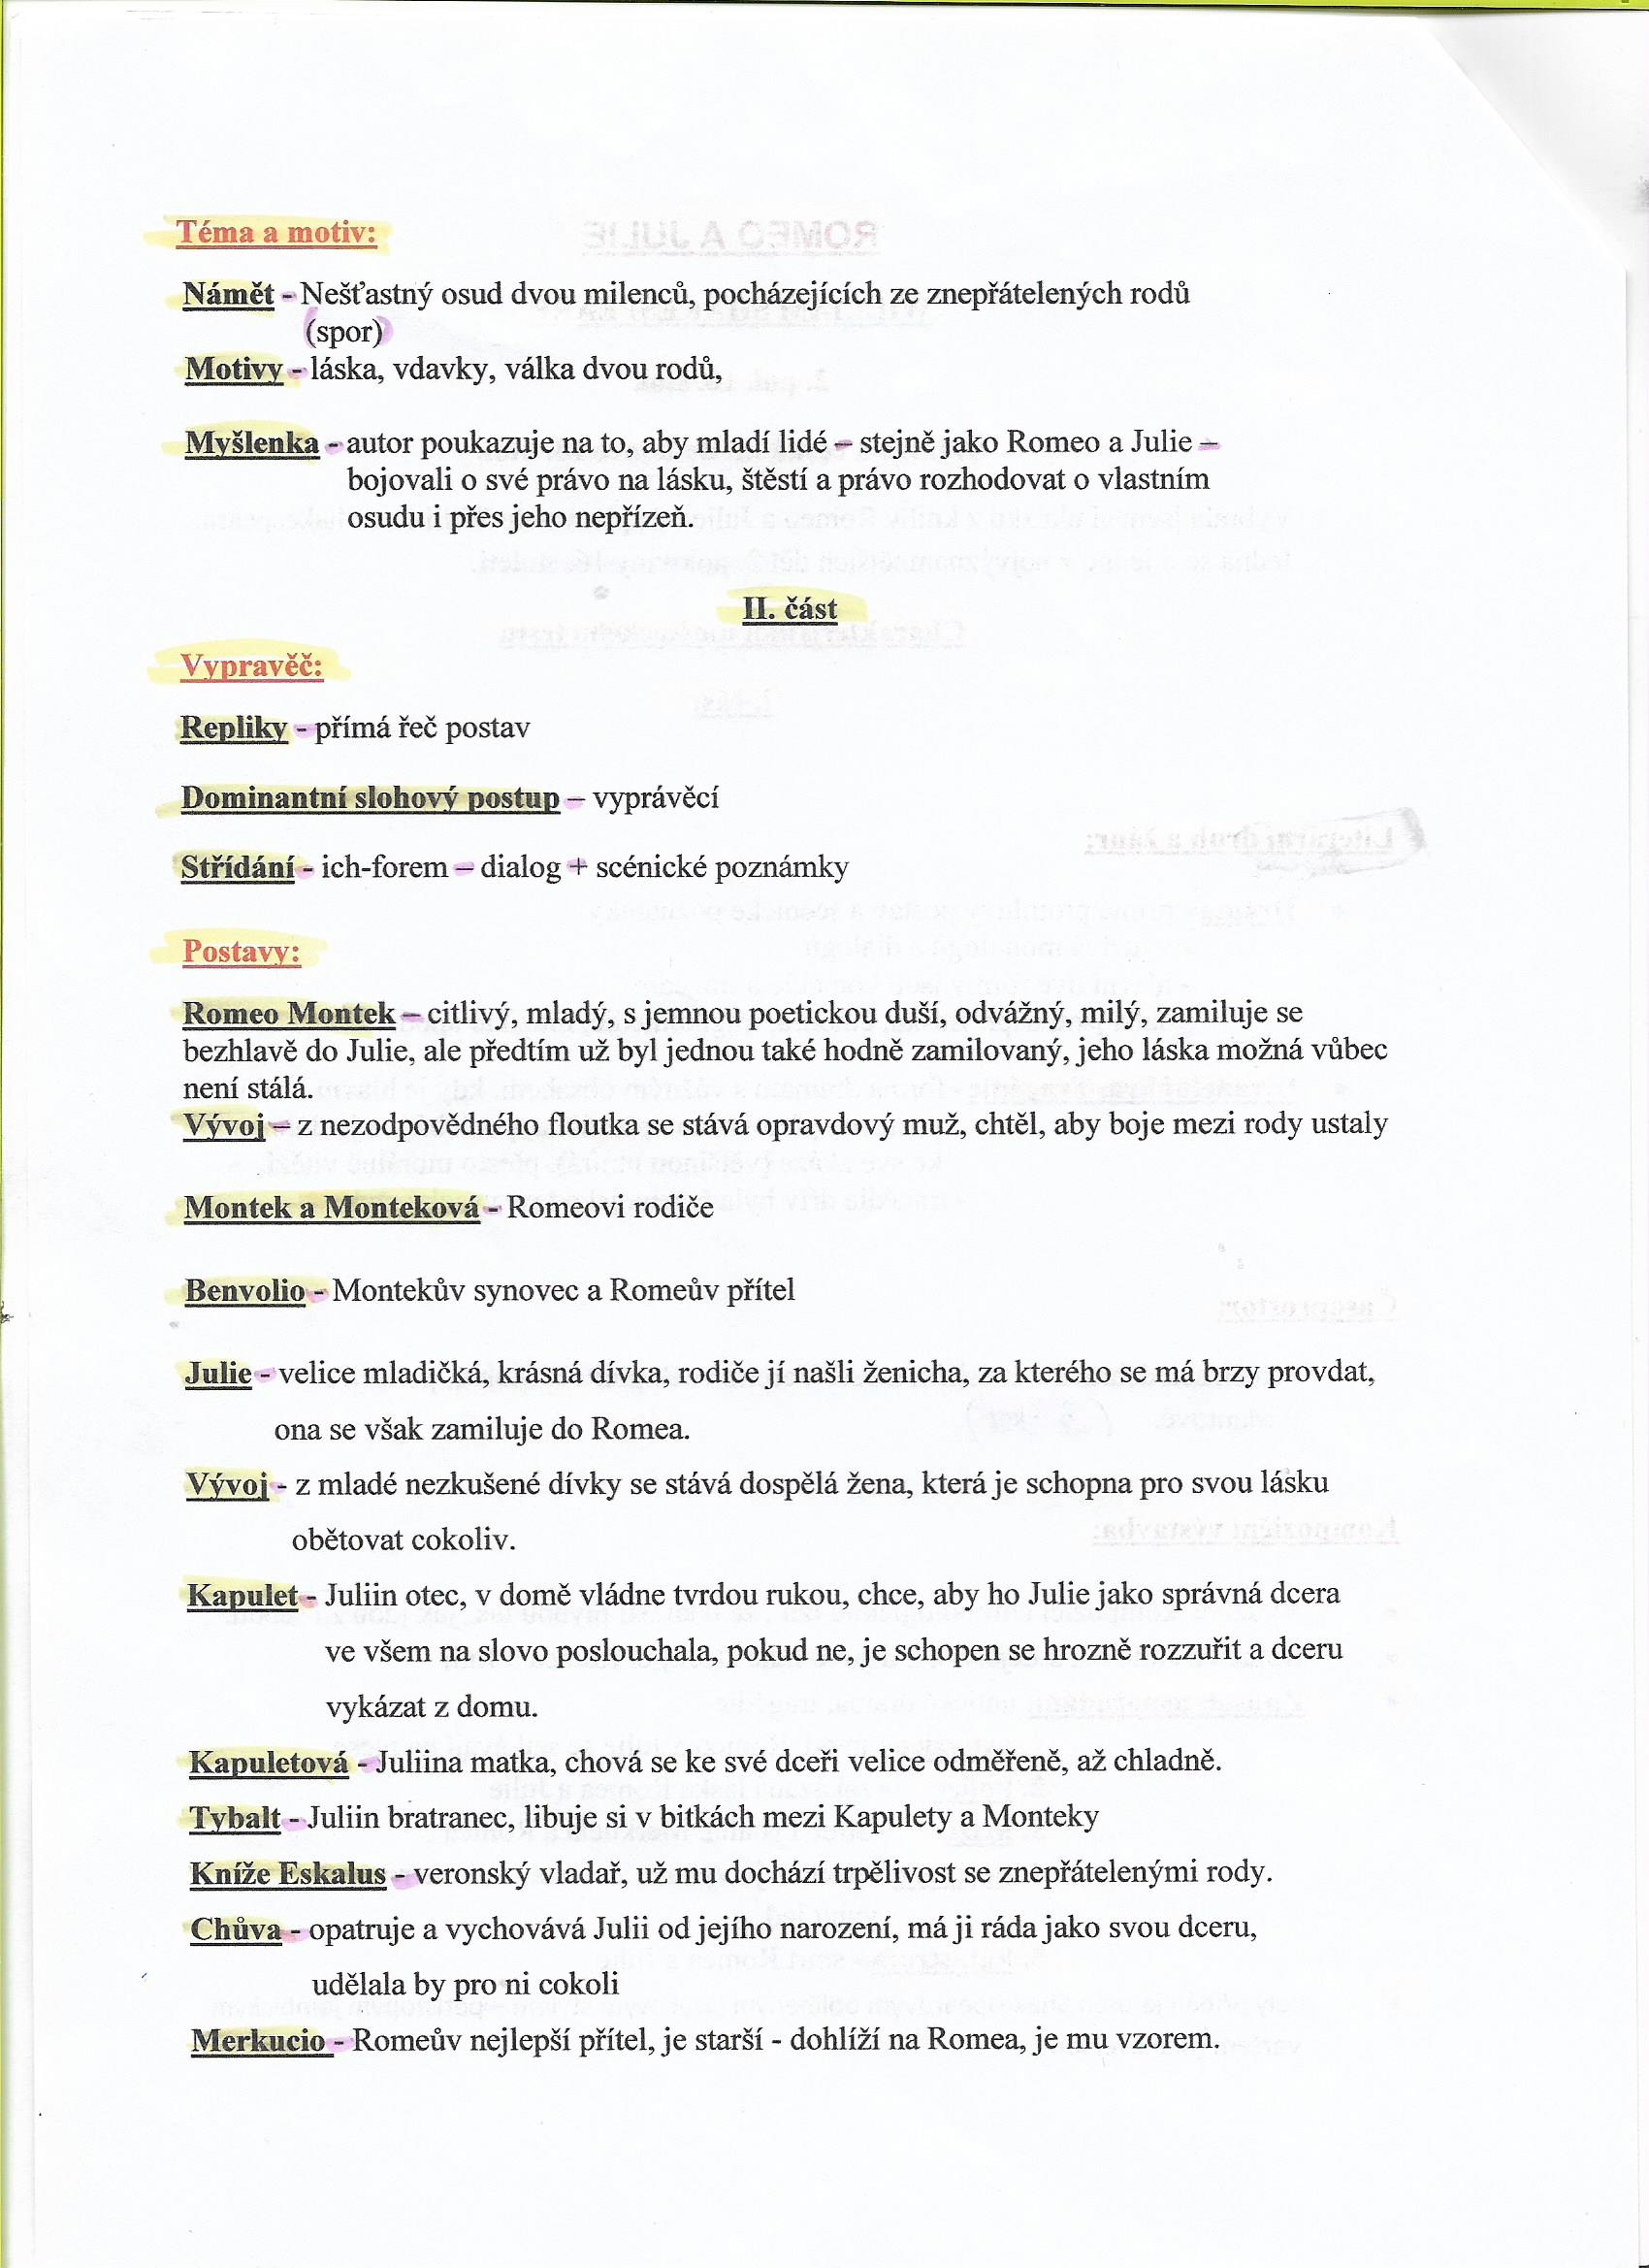 Téma a motiv:
Námět - Nešťastný osud dvou milenců, pocházejících ze znepřátelených rodů
(spor)
Motivy - láska, vdavky, válka dvou rodů,
Myšlenka - autor poukazuje na to, aby mladí lidé – stejně jako Romeo a Julie –
bojovali o své právo na lásku, štěstí a právo rozhodovat o vlastním
osudu i přes jeho nepřízeň.
II. část
Vypravěč:
Repliky - přímá řeč postav
Dominantní slohový postup – vyprávěcí
Střídání - ich-forem – dialog + scénické poznámky
Postavy:
Romeo Montek – citlivý, mladý, s jemnou poetickou duší, odvážný, milý, zamiluje se
bezhlavě do Julie, ale předtím už byl jednou také hodně zamilovaný, jeho láska možná vůbec
není stálá.
Vývoj – z nezodpovědného floutka se stává opravdový muž, chtěl, aby boje mezi rody ustaly
Montek a Monteková - Romeovi rodiče
Benvolio - Montekův synovec a Romeův přítel
Julie - velice mladičká, krásná dívka, rodiče jí našli ženicha, za kterého se má brzy provdat,
ona se však zamiluje do Romea.
Vývoj - z mladé nezkušené dívky se stává dospělá žena, která je schopna pro svou lásku
obětovat cokoliv.
Kapulet - Juliin otec, v domě vládne tvrdou rukou, chce, aby ho Julie jako správná dcera
ve všem na slovo poslouchala, pokud ne, je schopen se hrozně rozzuřit a dceru
vykázat z domu.
Kapuletová - Juliina matka, chová se ke své dceři velice odměřeně, až chladně.
Tybalt - Juliin bratranec, libuje si v bitkách mezi Kapulety a Monteky
Kníže Eskalus - veronský vladař, už mu dochází trpělivost se znepřátelenými rody.
Chůva - opatruje a vychovává Julii od jejího narození, má ji ráda jako svou dceru,
udělala by pro ni cokoli
Merkucio - Romeův nejlepší přítel, je starší - dohlíží na Romea, je mu vzorem.